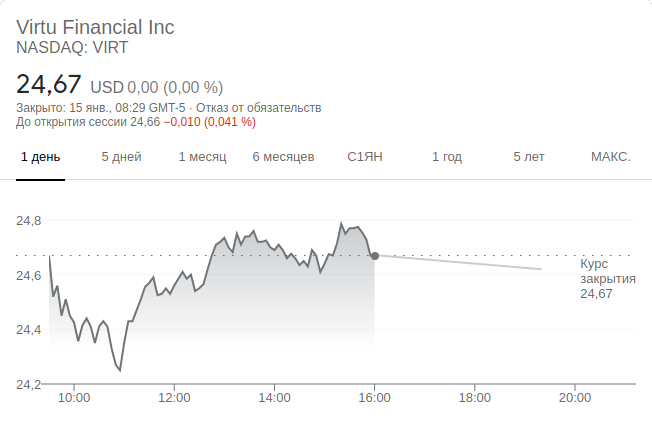 Virtu Financial Inc
NASDAQ: VIRT
24,67 USD 0,00 (0,00 %)
Закрыто: 15 янв., 08:29 GMT-5 · Отказ от обязательств
До открытия сессии 24,66 −0,010 (0,041 %)
1 день 5 дней 1 месяц 6 месяцев С1ЯН 1 год 5 лет МАКС.
24,8
24,6
24,4
24,2
Курс
закрытия
24,67
10:00 12:00 14:00 16:00 18:00 20:00